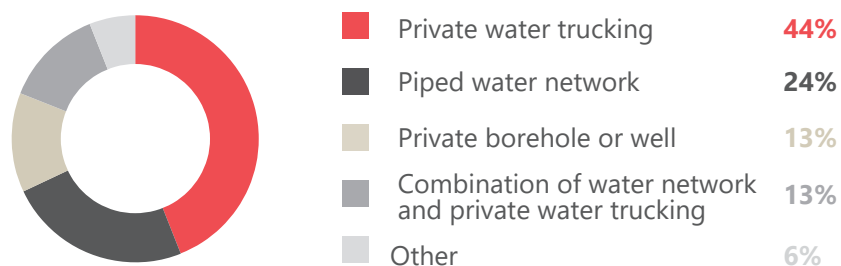 Private water trucking 44%
Piped water network 24%
Private borehole or well 13%
Combination of water network
and private water trucking 13%
Other 6%